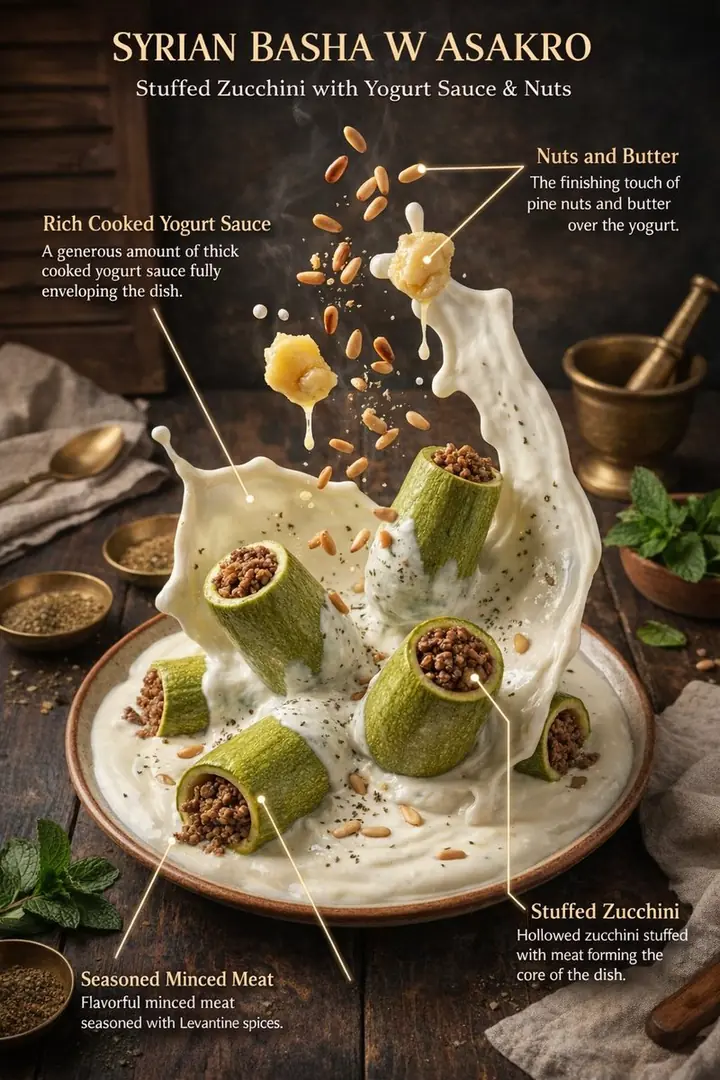 SYRIAN BASHA W ASAKRO
Stuffed Zucchini with Yogurt Sauce & Nuts
Nuts and Butter
The finishing touch of
pine nuts and butter
over the yogurt.
Rich Cooked Yogurt Sauce
A generous amount of thick
cooked yogurt sauce fully
enveloping the dish.
Stuffed Zucchini
Hollowed zucchini stuffed
with meat forming the
core of the dish.
Seasoned Minced Meat
Flavorful minced meat
seasoned with Levantine spices.